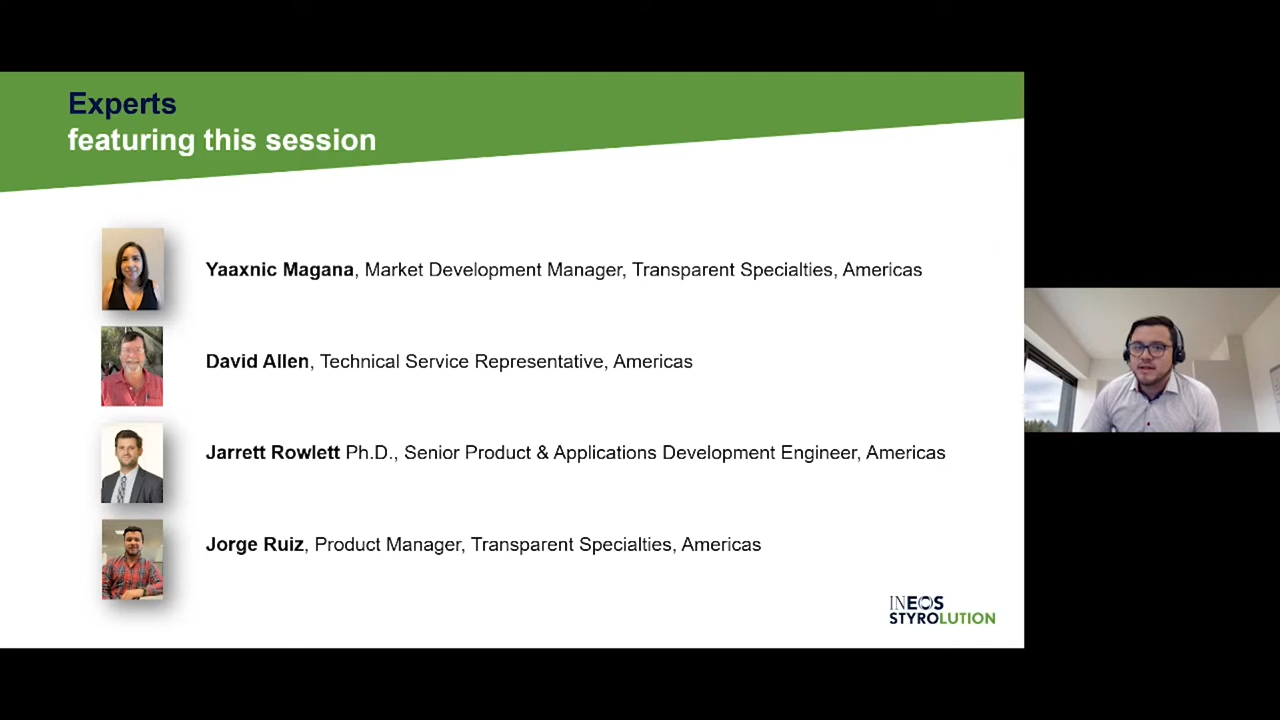 Experts
featuring this session
Yaaxnic Magana, Market Development Manager, Transparent Specialties, Americas
David Allen, Technical Service Representative, Americas
Jarrett Rowlett Ph.D., Senior Product & Applications Development Engineer, Americas
Jorge Ruiz, Product Manager, Transparent Specialties, Americas
INEOS
STYROLUTION